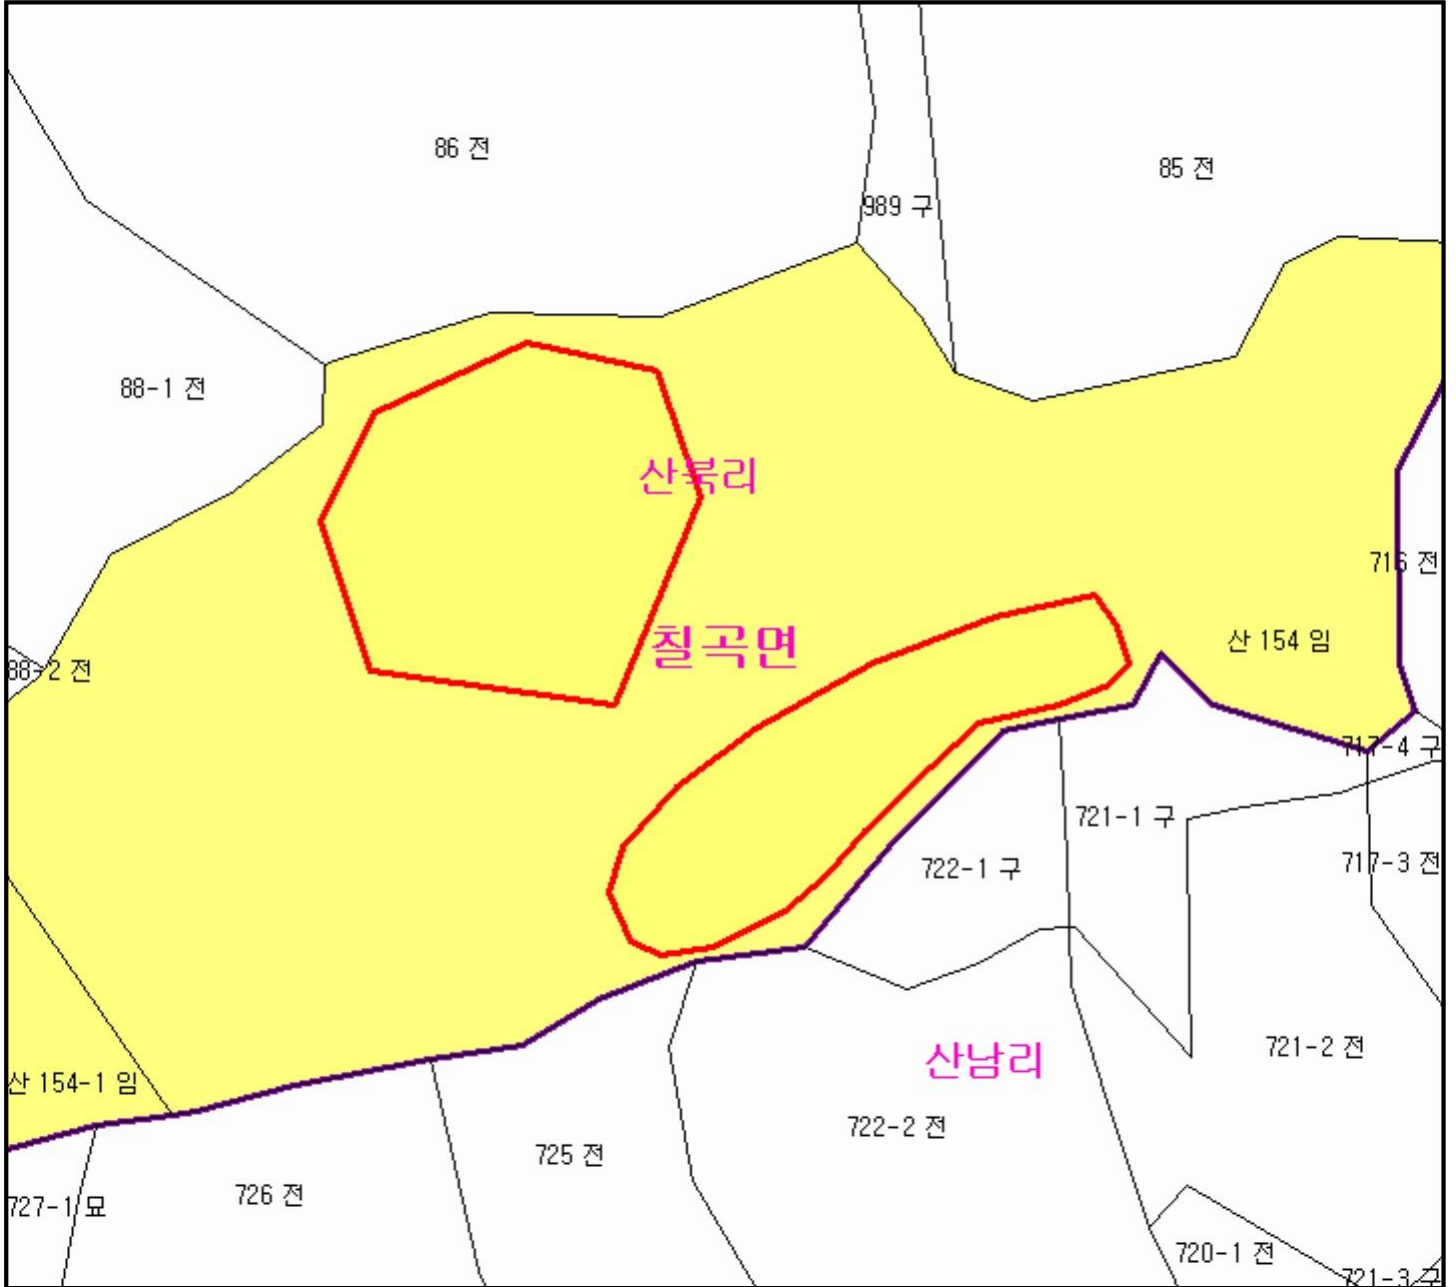 86 전
85 전
989 구
88-1 전
산북리
716 전
칠곡면
산 154 임
88-2 전
717-4 구
721-1 구
717-3 전
722-1 구
721-2 전
산남리
산 154-1 임
722-2 전
725 전
726 전
727-1 묘
720-1 전
721-3 구